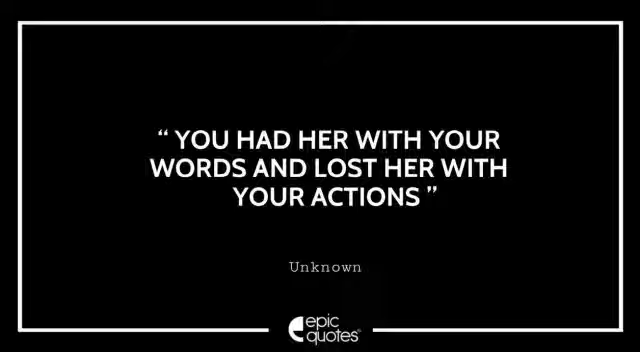 “ YOU HAD HER WITH YOUR
WORDS AND LOST HER WITH
YOUR ACTIONS ”
Unknown
epic
quotes